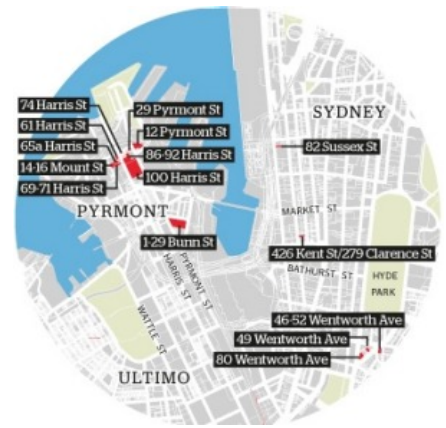 74 Harris St
61 Harris St
65a Harris St
14-16 Mount St
69-71 Harris St
29 Pyrmont St
12 Pyrmont St
86-92 Harris St
100 Harris St
PYRMONT
1-29 Bunn St
HARRIS ST
PYRMONT ST
WATTLE ST
ULTIMO
SYDNEY
82 Sussex St
MARKET ST
426 Kent St/279 Clarence St
BATHURST ST
HYDE
PARK
46-52 Wentworth Ave
49 Wentworth Ave
80 Wentworth Ave